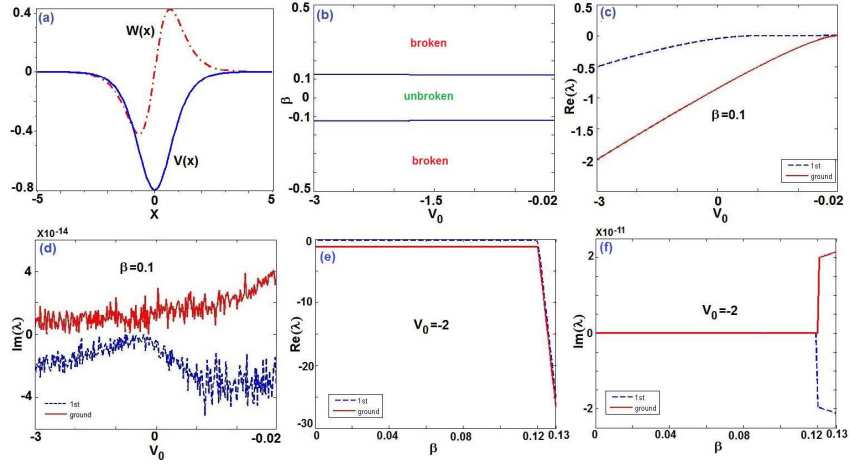 (a)
W(x)
V(x)
0.4
0
-0.4
-0.8
-5
0
5
X
(b)
broken
unbroken
broken
β
0.5
0.1
0
-0.1
-0.5
-3
-1.5
-0.02
V0
(c)
Re(λ)
0
-0.5
-1
-1.5
-2
β=0.1
1st
ground
-3
0
-0.02
V0
(d)
X10-14
Im(λ)
4
0
-4
β=0.1
1st
ground
-3
0
-0.02
V0
(e)
Re(λ)
0
-10
-20
-30
V0=-2
1st
ground
0
0.04
0.08
0.12
0.13
β
(f)
X10-11
Im(λ)
2
0
-2
V0=-2
1st
ground
0
0.04
0.08
0.12
0.13
β